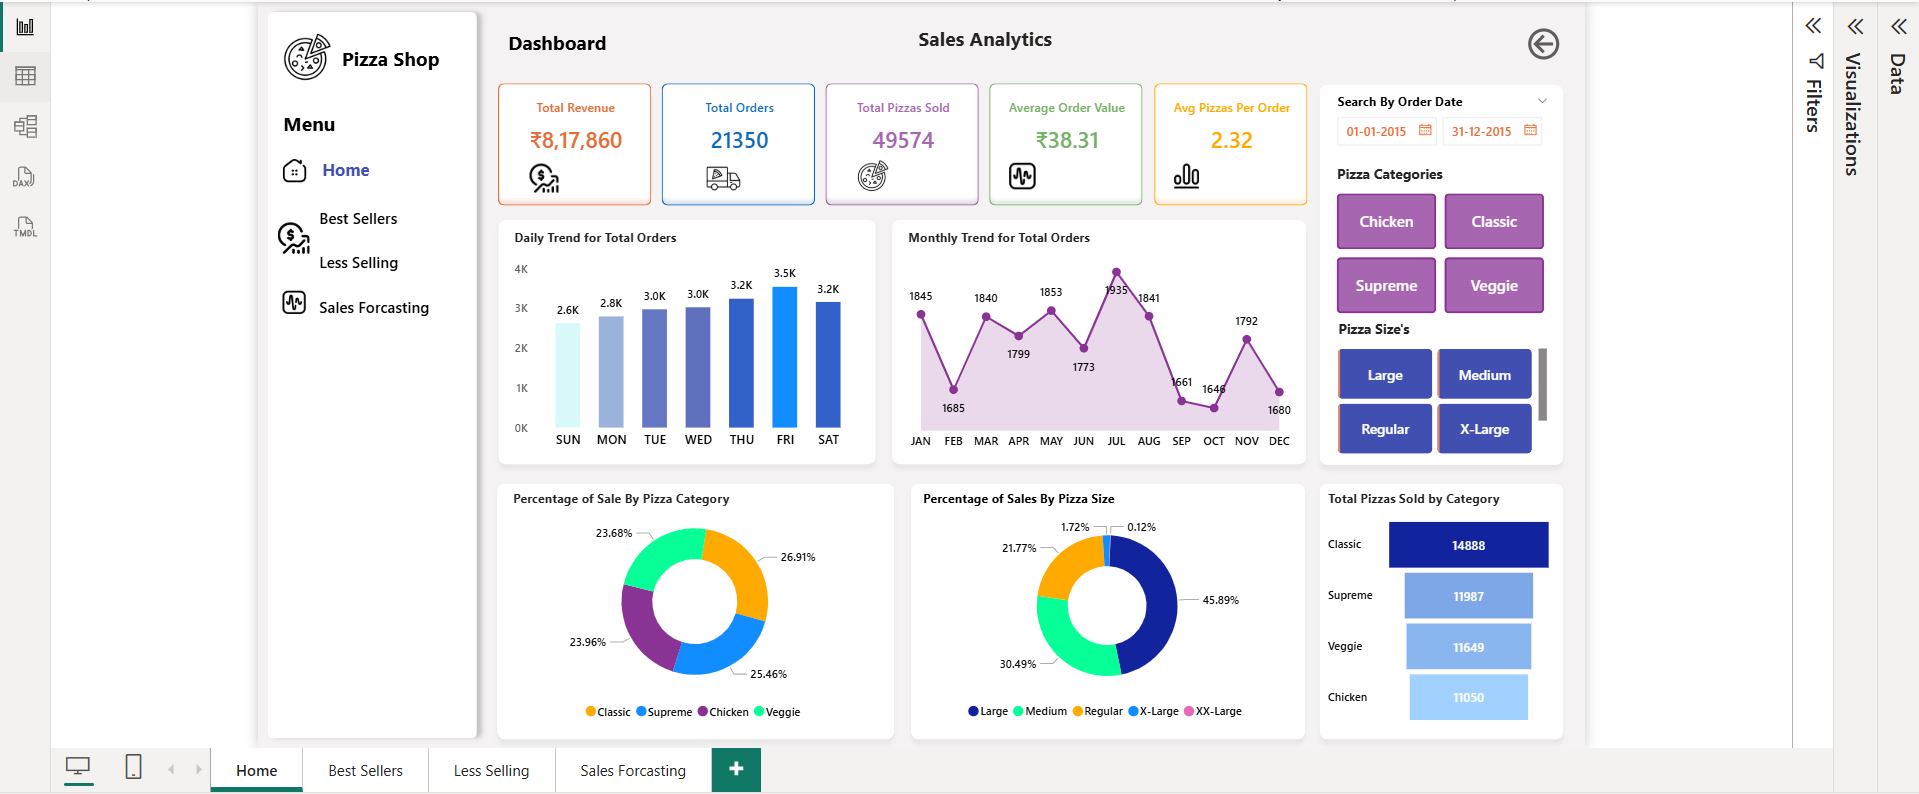 Pizza Shop
Menu
Home
Best Sellers
Less Selling
Sales Forcasting
Dashboard
Sales Analytics
Total Revenue
₹8,17,860
Total Orders
21350
Total Pizzas Sold
49574
Average Order Value
₹38.31
Avg Pizzas Per Order
2.32
Search By Order Date
01-01-2015
31-12-2015
Pizza Categories
Chicken
Classic
Supreme
Veggie
Pizza Size's
Large
Medium
Regular
X-Large
Daily Trend for Total Orders
4K
3K
2K
1K
0K
2.6K
2.8K
3.0K
3.0K
3.2K
3.5K
3.2K
SUN MON TUE WED THU FRI SAT
Monthly Trend for Total Orders
1845
1685
1840
1799
1853
1773
1935
1841
1661
1646
1792
1680
JAN FEB MAR APR MAY JUN JUL AUG SEP OCT NOV DEC
Percentage of Sale By Pizza Category
23.68%
26.91%
23.96%
25.46%
Classic Supreme Chicken Veggie
Percentage of Sales By Pizza Size
1.72%
0.12%
21.77%
45.89%
30.49%
Large Medium Regular X-Large XX-Large
Total Pizzas Sold by Category
Classic
14888
Supreme
11987
Veggie
11649
Chicken
11050
Filters
Visualizations
Data
DAX
TMDL
Home
Best Sellers
Less Selling
Sales Forcasting